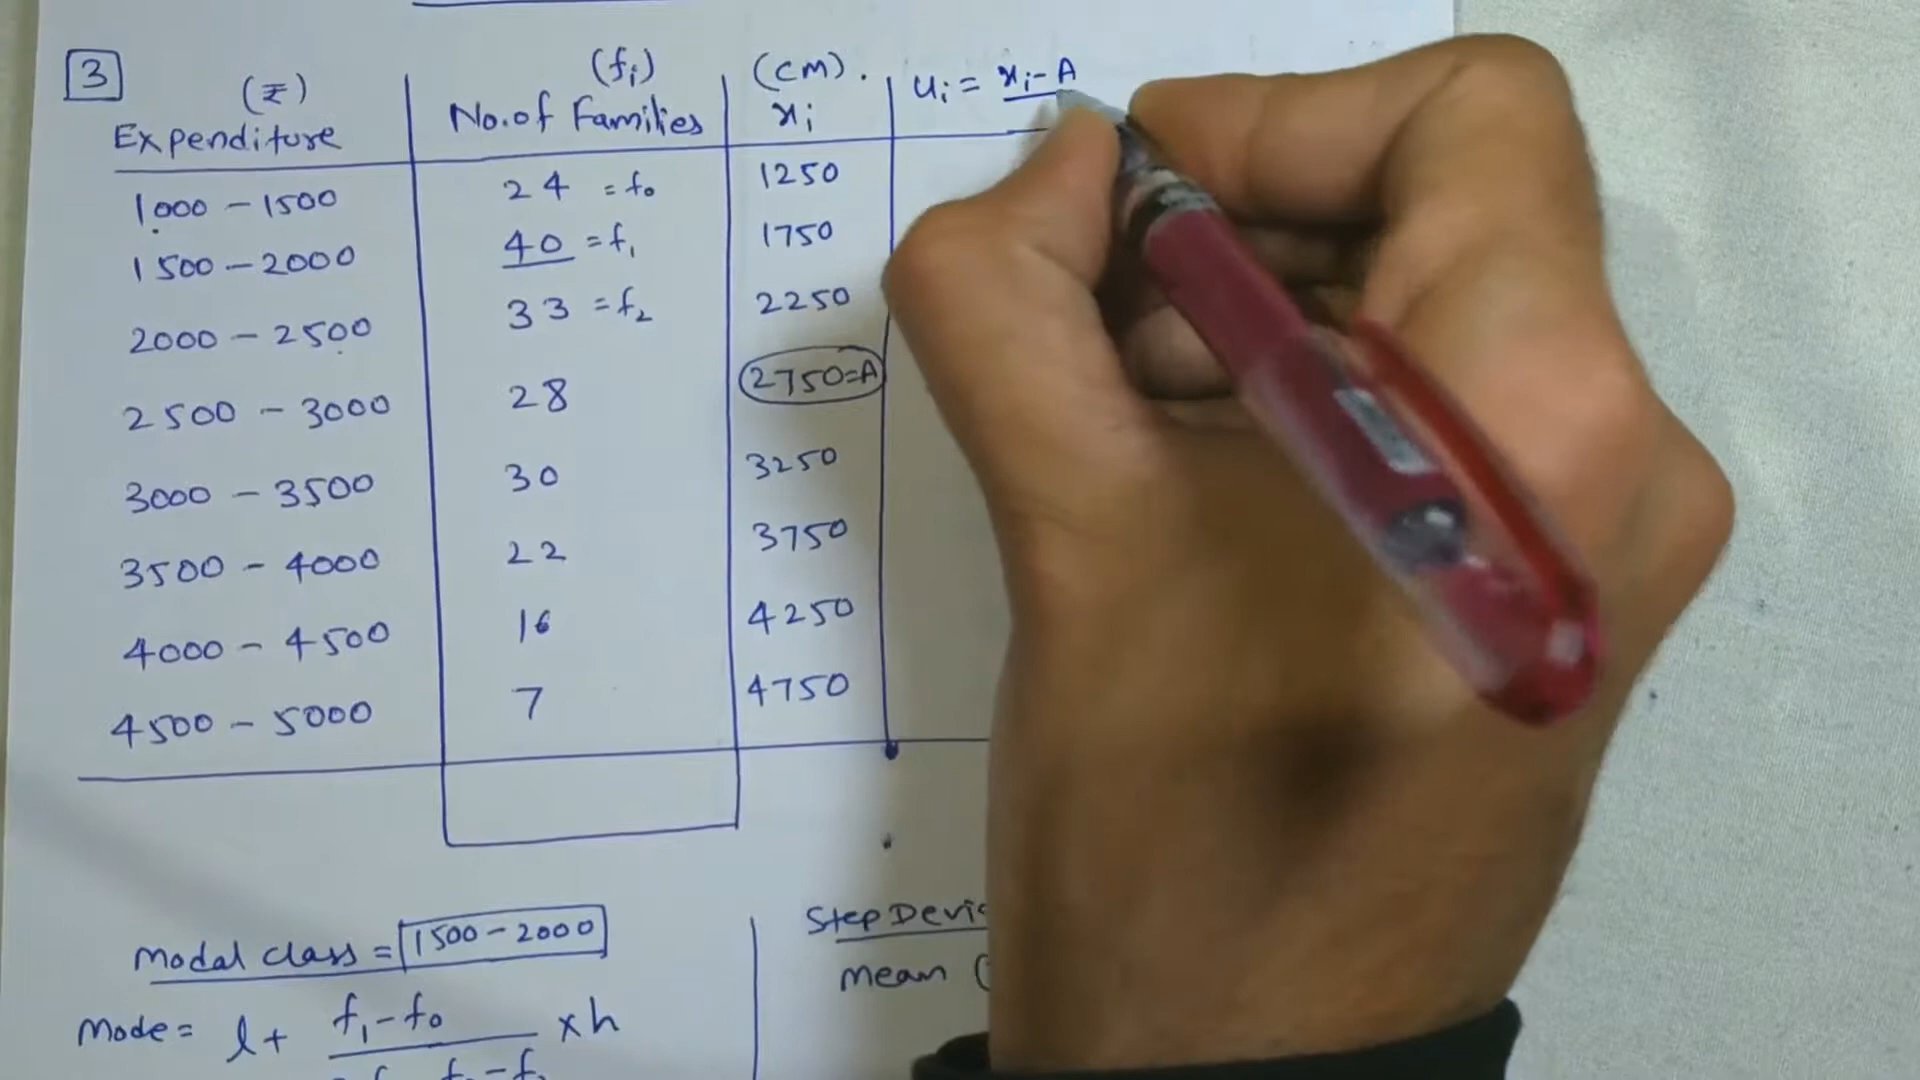 3
(₹) (fi) (cm).
Expenditure No. of Families xi ui = xi - A
1000 - 1500 24 = f0 1250
1500 - 2000 40 = f1 1750
2000 - 2500 33 = f2 2250
2500 - 3000 28 2750=A
3000 - 3500 30 3250
3500 - 4000 22 3750
4000 - 4500 16 4250
4500 - 5000 7 4750
Modal class = 1500 - 2000
Mode = l + f1 - f0 × h
Step
Mean (